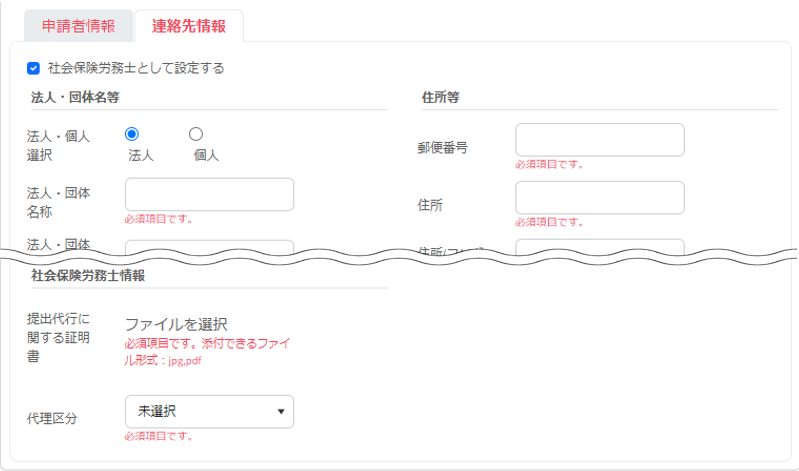 申請者情報
連絡先情報
社会保険労務士として設定する
法人・団体名等
法人・個人
選択
法人
個人
法人・団体
名称
必須項目です。
法人・団体
住所等
郵便番号
必須項目です。
住所
必須項目です。
社会保険労務士情報
提出代行に
関する証明
書
ファイルを選択
必須項目です。添付できるファイ
ル形式：jpg,pdf
代理区分
未選択
必須項目です。